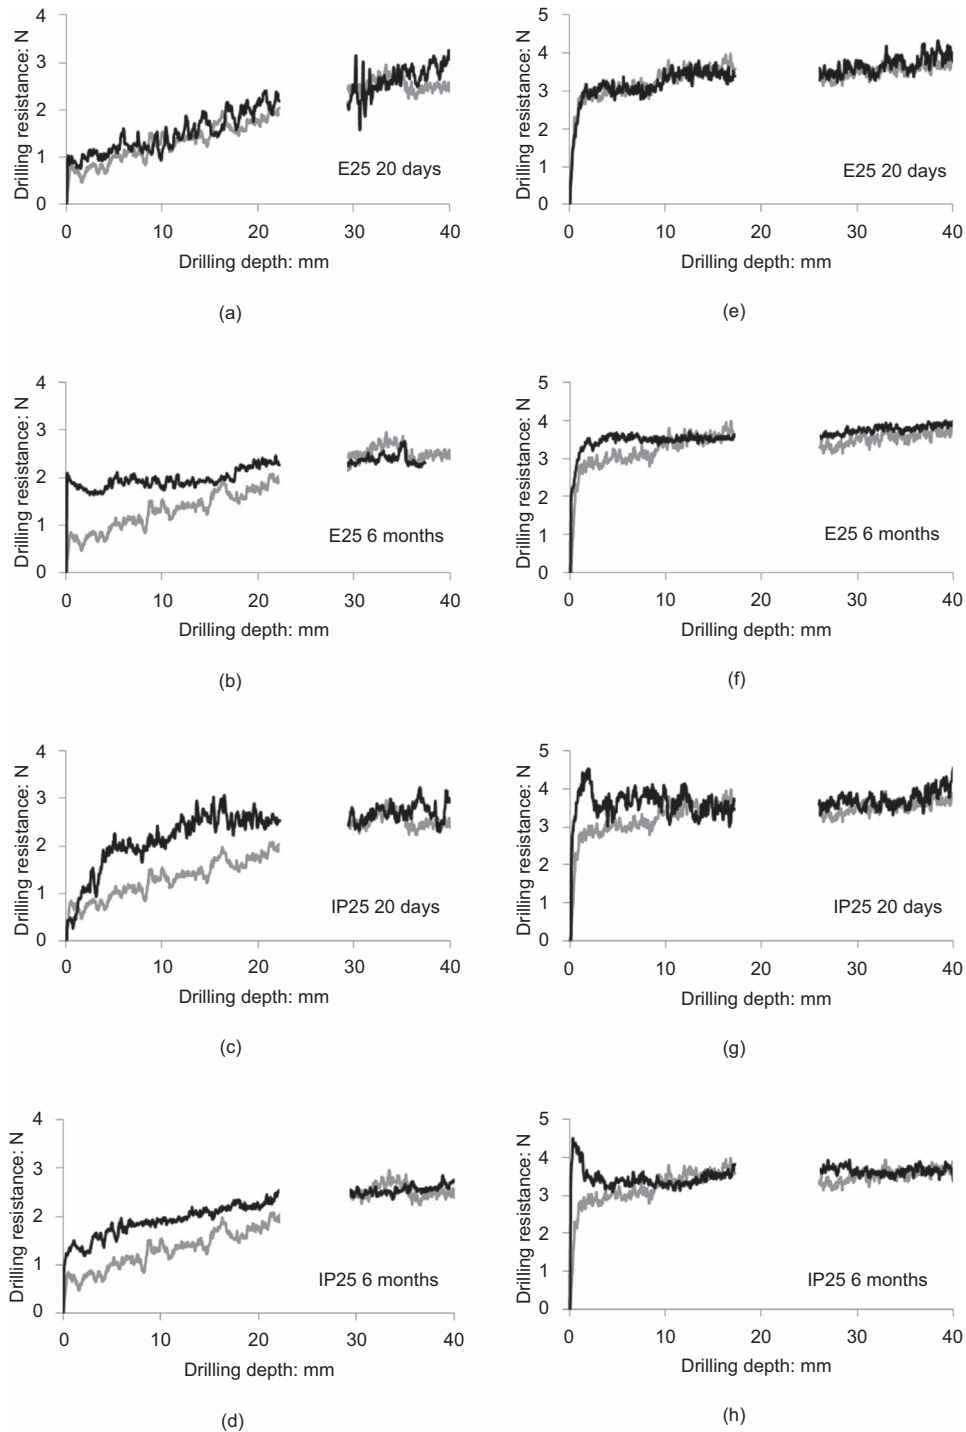 4
3
2
1
0
Drilling resistance: N
E25 20 days
0 10 20 30 40
Drilling depth: mm
(a)
5
4
3
2
1
0
Drilling resistance: N
E25 20 days
0 10 20 30 40
Drilling depth: mm
(e)
4
3
2
1
0
Drilling resistance: N
E25 6 months
0 10 20 30 40
Drilling depth: mm
(b)
5
4
3
2
1
0
Drilling resistance: N
E25 6 months
0 10 20 30 40
Drilling depth: mm
(f)
4
3
2
1
0
Drilling resistance: N
IP25 20 days
0 10 20 30 40
Drilling depth: mm
(c)
5
4
3
2
1
0
Drilling resistance: N
IP25 20 days
0 10 20 30 40
Drilling depth: mm
(g)
4
3
2
1
0
Drilling resistance: N
IP25 6 months
0 10 20 30 40
Drilling depth: mm
(d)
5
4
3
2
1
0
Drilling resistance: N
IP25 6 months
0 10 20 30 40
Drilling depth: mm
(h)